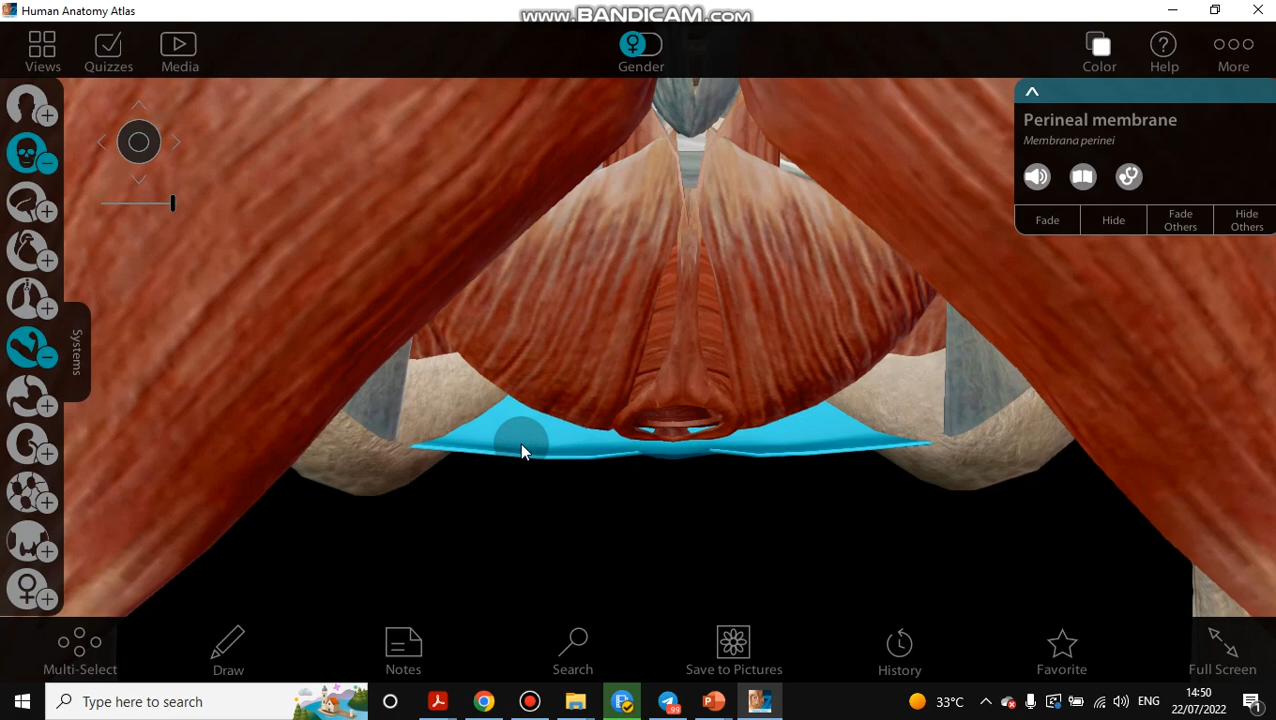 Human Anatomy Atlas
www.BANDICAM.com
Views
Quizzes
Media
Gender
Color
Help
More
Perineal membrane
Membrana perinei
Fade
Hide
Fade
Others
Hide
Others
Systems
Multi-Select
Draw
Notes
Search
Save to Pictures
History
Favorite
Full Screen
Type here to search
99
33°C
ENG
14:50
22/07/2022
1